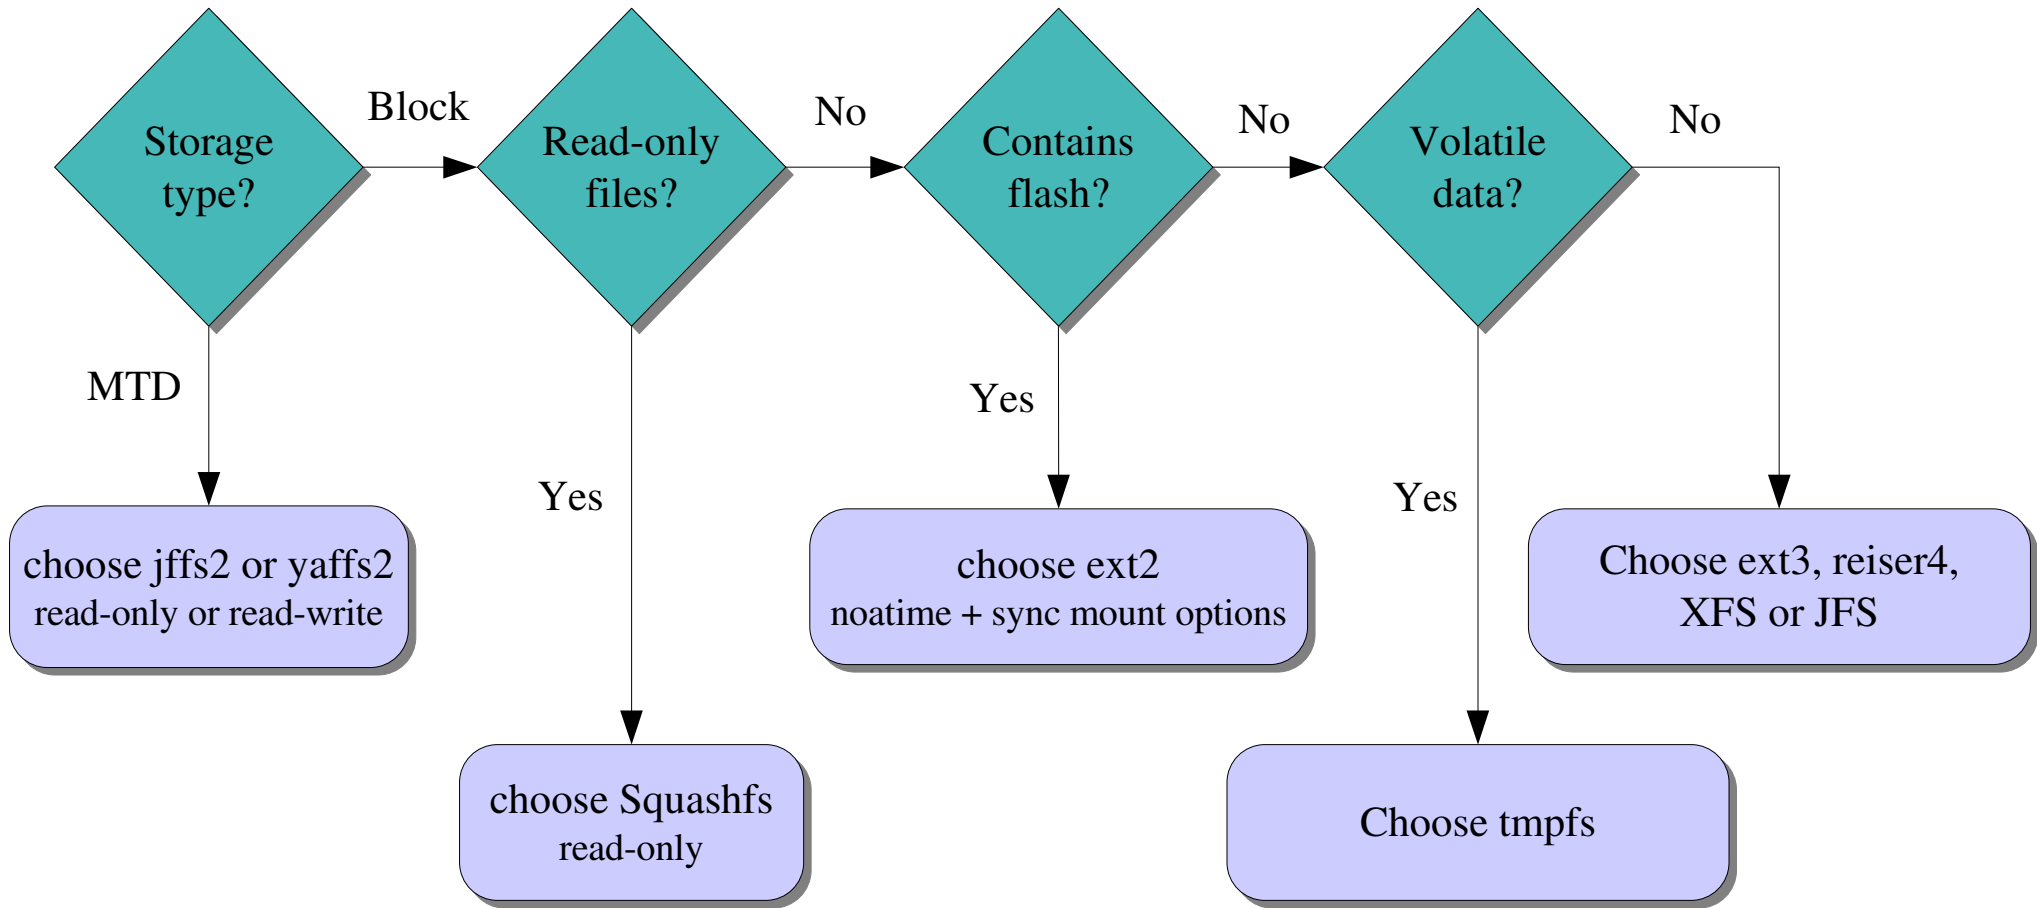 Storage
type?
Block
Read-only
files?
No
Contains
flash?
No
Volatile
data?
No
MTD
Yes
Yes
Yes
choose jffs2 or yaffs2
read-only or read-write
choose ext2
noatime + sync mount options
Choose ext3, reiser4,
XFS or JFS
choose Squashfs
read-only
Choose tmpfs